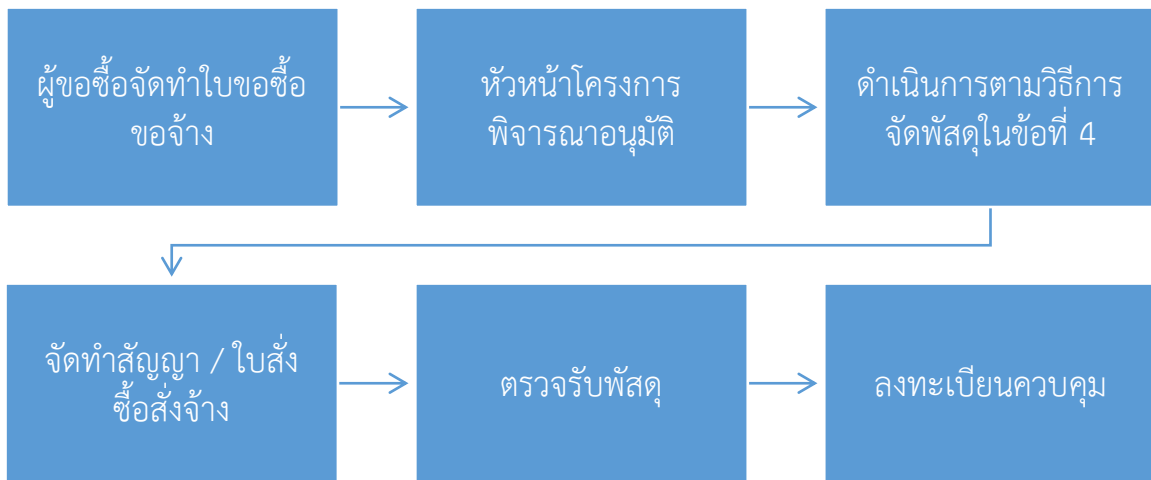 ผู้ขอซื้อจัดทำใบขอซื้อ
ขอจ้าง
หัวหน้าโครงการ
พิจารณาอนุมัติ
ดำเนินการตามวิธีการ
จัดพัสดุในข้อที่ 4
จัดทำสัญญา / ใบสั่ง
ซื้อสั่งจ้าง
ตรวจรับพัสดุ
ลงทะเบียนควบคุม